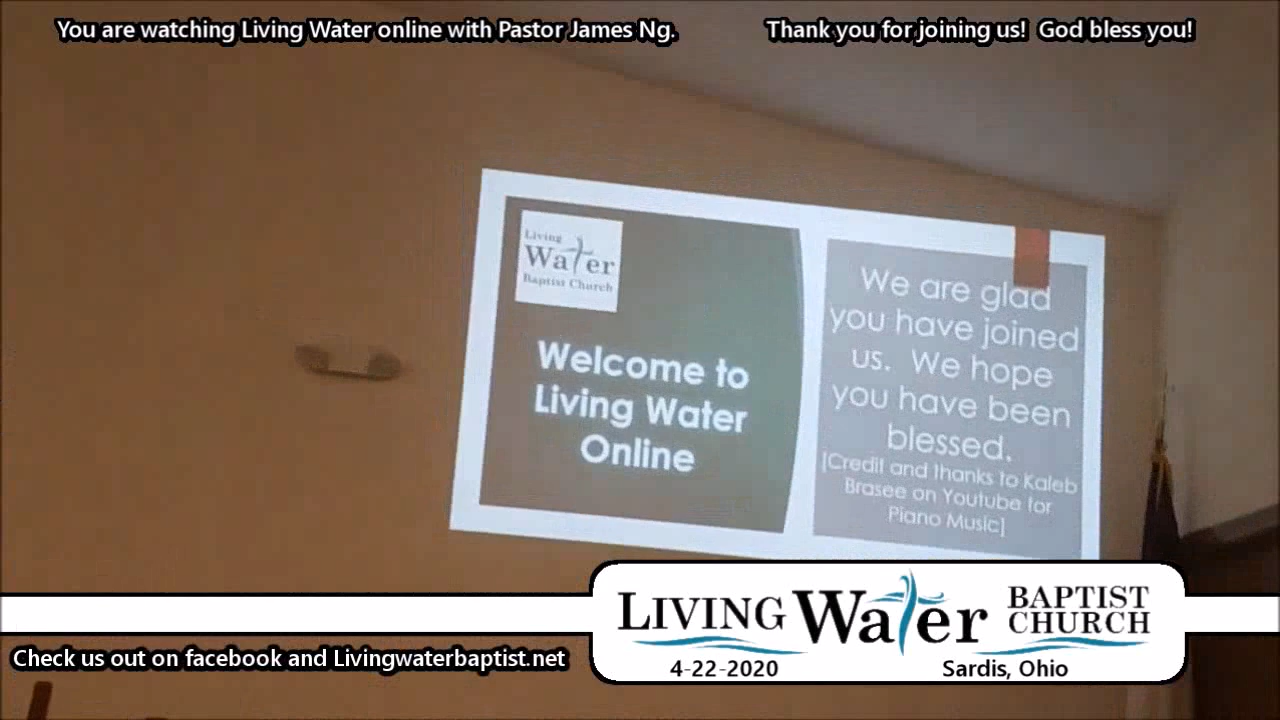 You are watching Living Water online with Pastor James Ng.
Thank you for joining us!  God bless you!
Living
Water
Baptist Church
Welcome to
Living Water
Online
We are glad
you have joined
us.  We hope
you have been
blessed.
[Credit and thanks to Kaleb
Brasee on Youtube for
Piano Music]
LIVING Water BAPTIST
CHURCH
4-22-2020
Sardis, Ohio
Check us out on facebook and Livingwaterbaptist.net